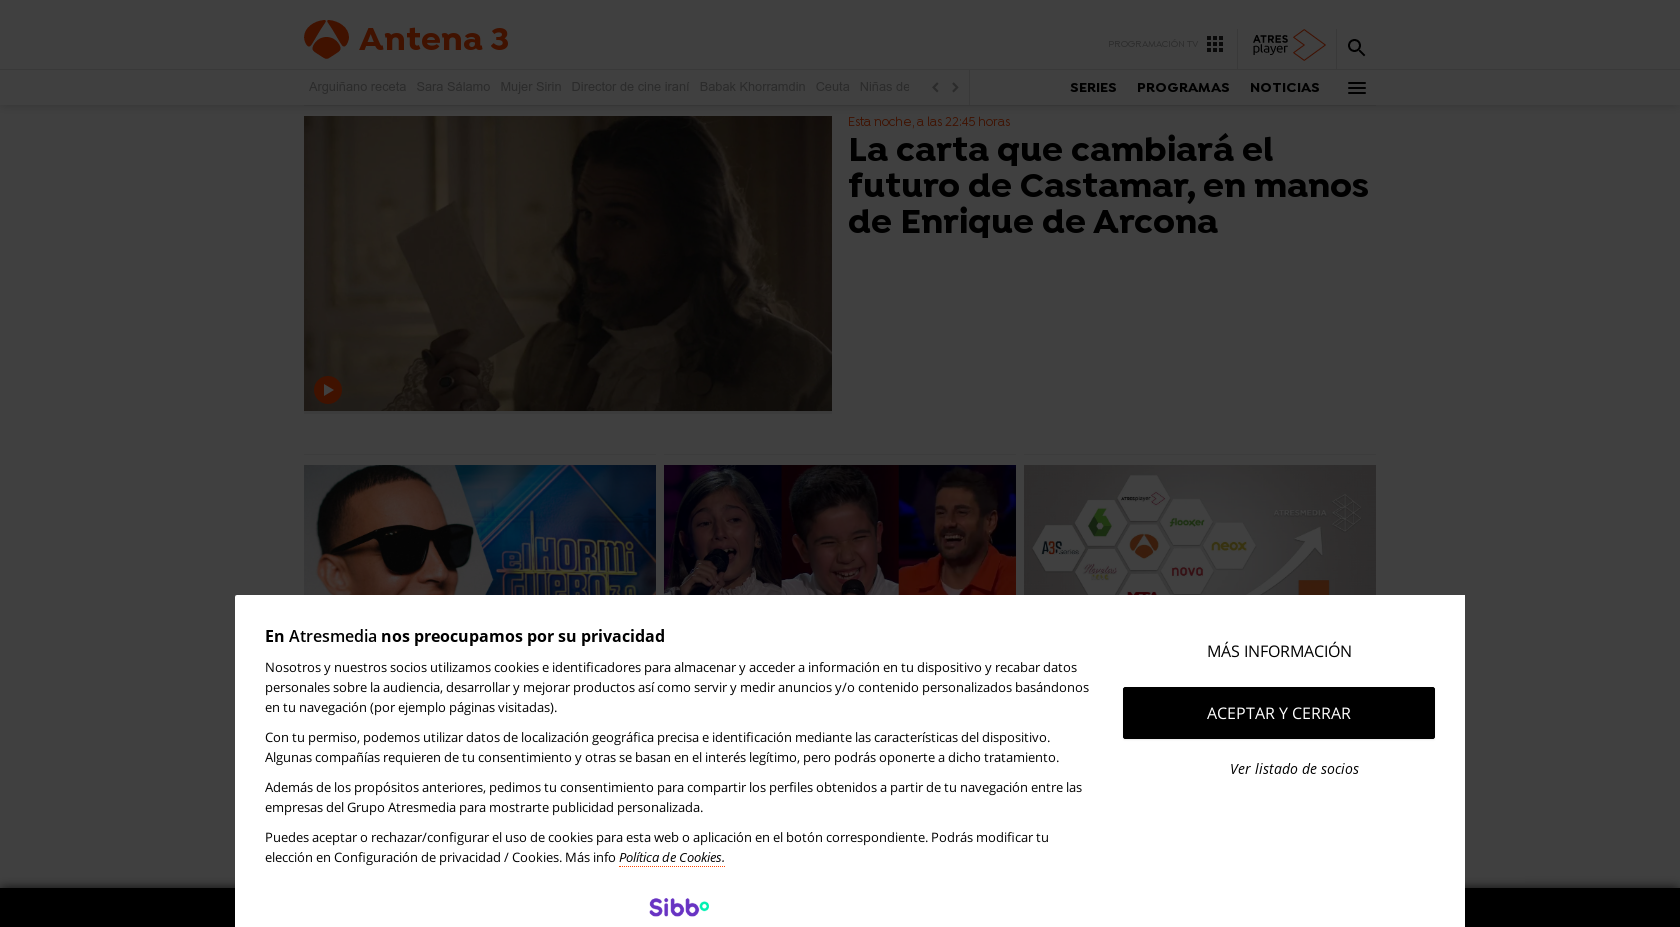 Antena 3
PROGRAMACIÓN TV
ATRES
player
Arguiñano receta Sara Sálamo Mujer Sirin Director de cine iraní Babak Khorramdin Ceuta Niñas de
SERIES PROGRAMAS NOTICIAS
Esta noche, a las 22:45 horas
La carta que cambiará el
futuro de Castamar, en manos
de Enrique de Arcona
el HORMI
GUERO 7.0
ATRESMEDIA
flooxer
neox
nova
En Atresmedia nos preocupamos por su privacidad
Nosotros y nuestros socios utilizamos cookies e identificadores para almacenar y acceder a información en tu dispositivo y recabar datos
personales sobre la audiencia, desarrollar y mejorar productos así como servir y medir anuncios y/o contenido personalizados basándonos
en tu navegación (por ejemplo páginas visitadas).
Con tu permiso, podemos utilizar datos de localización geográfica precisa e identificación mediante las características del dispositivo.
Algunas compañías requieren de tu consentimiento y otras se basan en el interés legítimo, pero podrás oponerte a dicho tratamiento.
Además de los propósitos anteriores, pedimos tu consentimiento para compartir los perfiles obtenidos a partir de tu navegación entre las
empresas del Grupo Atresmedia para mostrarte publicidad personalizada.
Puedes aceptar o rechazar/configurar el uso de cookies para esta web o aplicación en el botón correspondiente. Podrás modificar tu
elección en Configuración de privacidad / Cookies. Más info Política de Cookies.
MÁS INFORMACIÓN
ACEPTAR Y CERRAR
Ver listado de socios
Sibbo